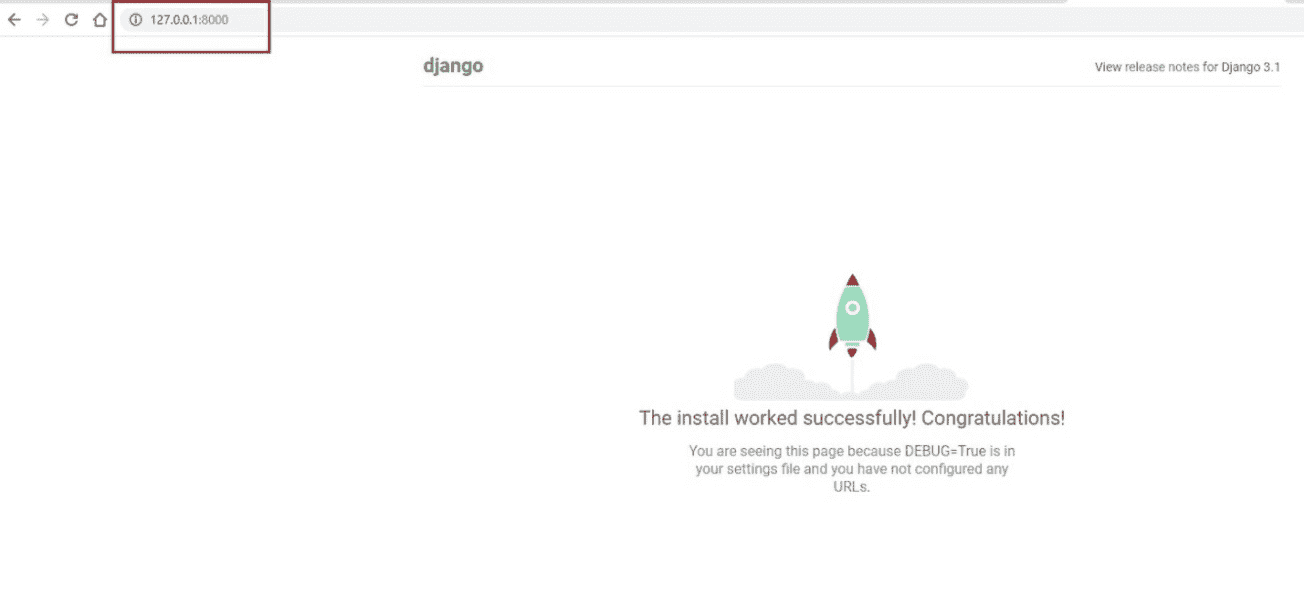 127.0.0.1:8000
django
View release notes for Django 3.1
The install worked successfully! Congratulations!
You are seeing this page because DEBUG=True is in
your settings file and you have not configured any
URLs.